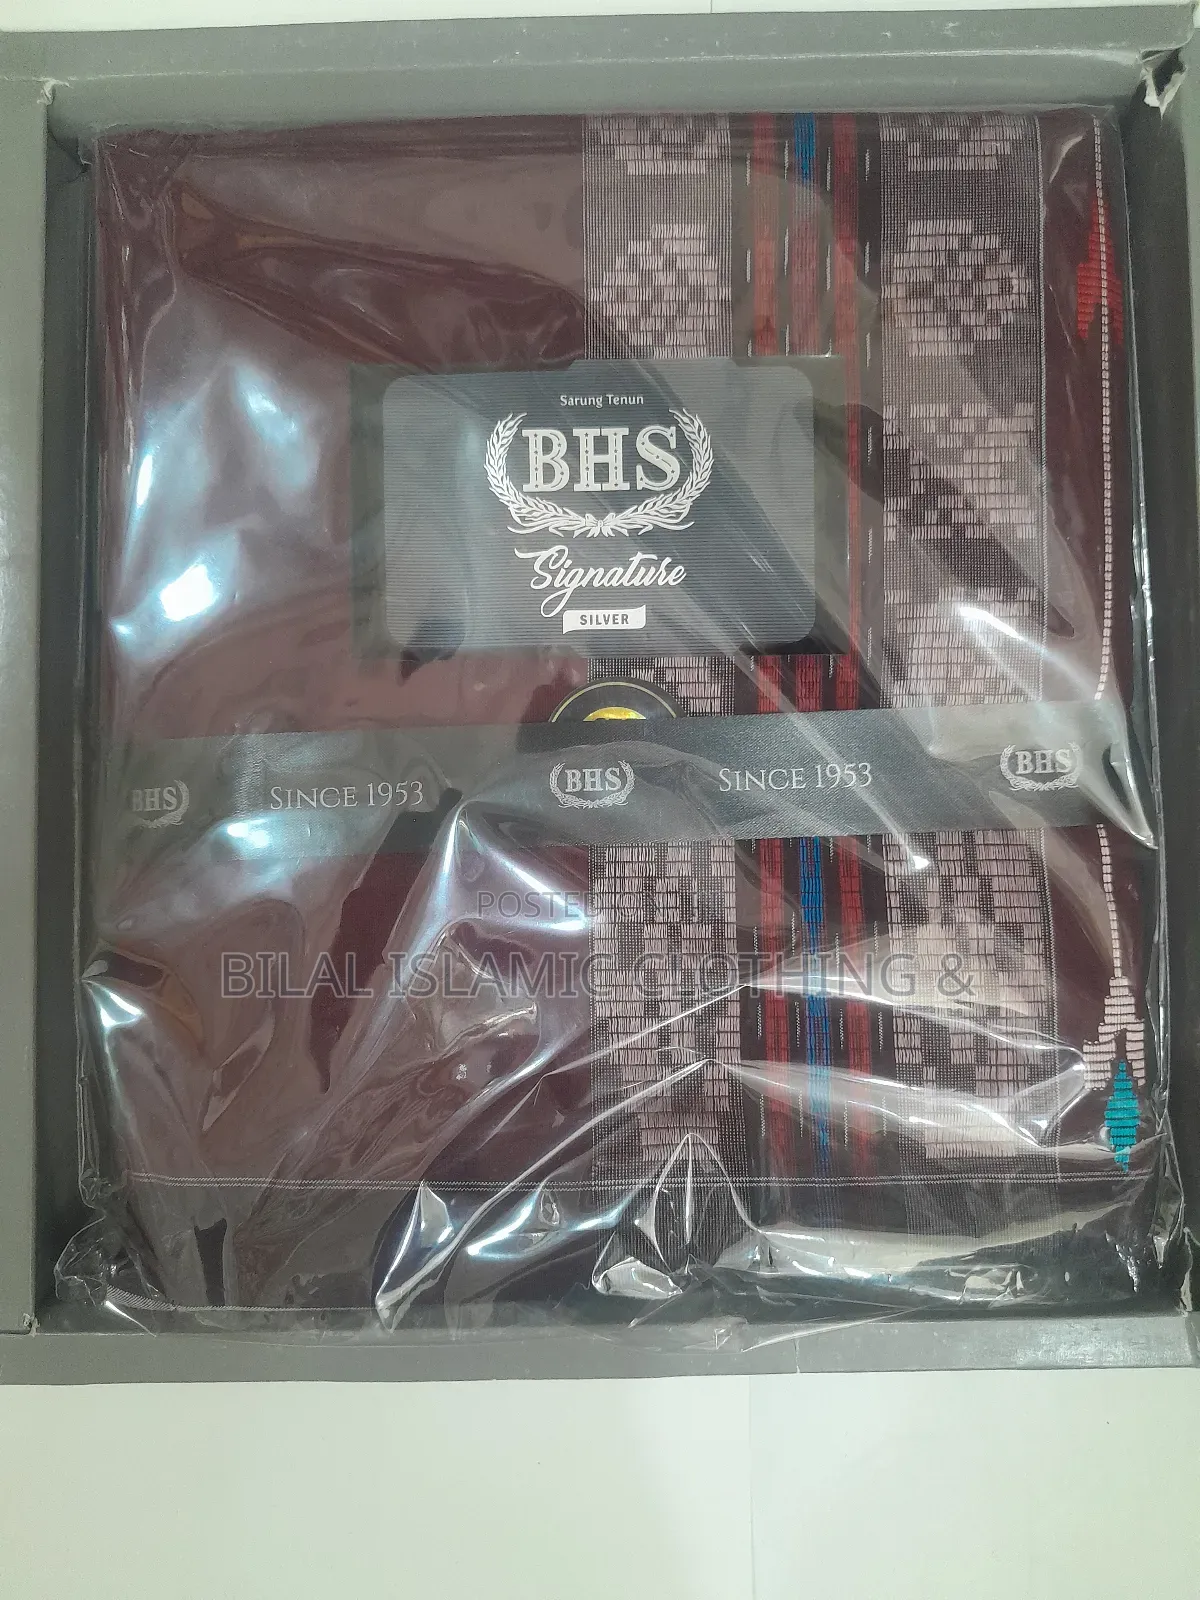 Sarung Tenun
BHS
Signature
SILVER
BHS SINCE 1953 BHS SINCE 1953 BHS
POSTED ON
BILAL ISLAMIC CLOTHING &